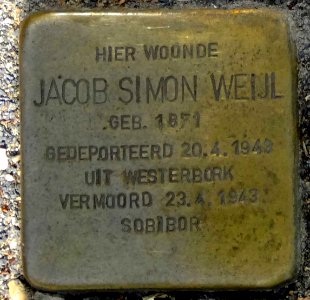 HIER WOONDE
JACOB SIMON WEIJL
GEB. 1871
GEDEPORTEERD 20.4.1943
UIT WESTERBORK
VERMOORD 23.4.1943
SOBIBOR